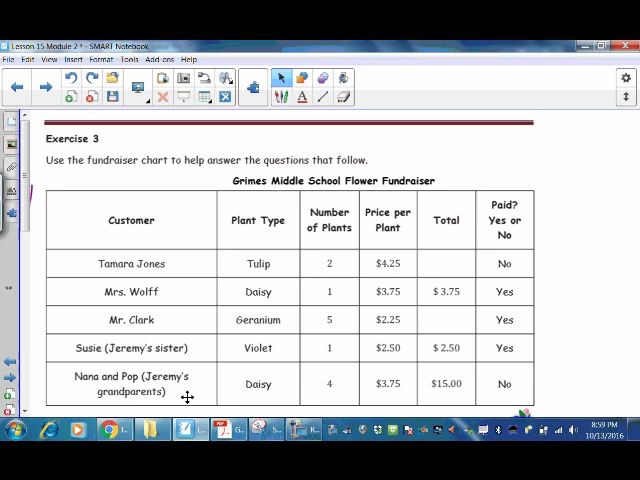 Lesson 15 Module 2 * - SMART Notebook
File Edit View Insert Format Tools Add-ons Help
Exercise 3
Use the fundraiser chart to help answer the questions that follow.
Grimes Middle School Flower Fundraiser
Customer Plant Type Number of Plants Price per Plant Total Paid? Yes or No
Tamara Jones Tulip 2 $4.25 No
Mrs. Wolff Daisy 1 $3.75 $ 3.75 Yes
Mr. Clark Geranium 5 $2.25 Yes
Susie (Jeremy's sister) Violet 1 $2.50 $ 2.50 Yes
Nana and Pop (Jeremy's grandparents) Daisy 4 $3.75 $15.00 No
8:59 PM
10/13/2016